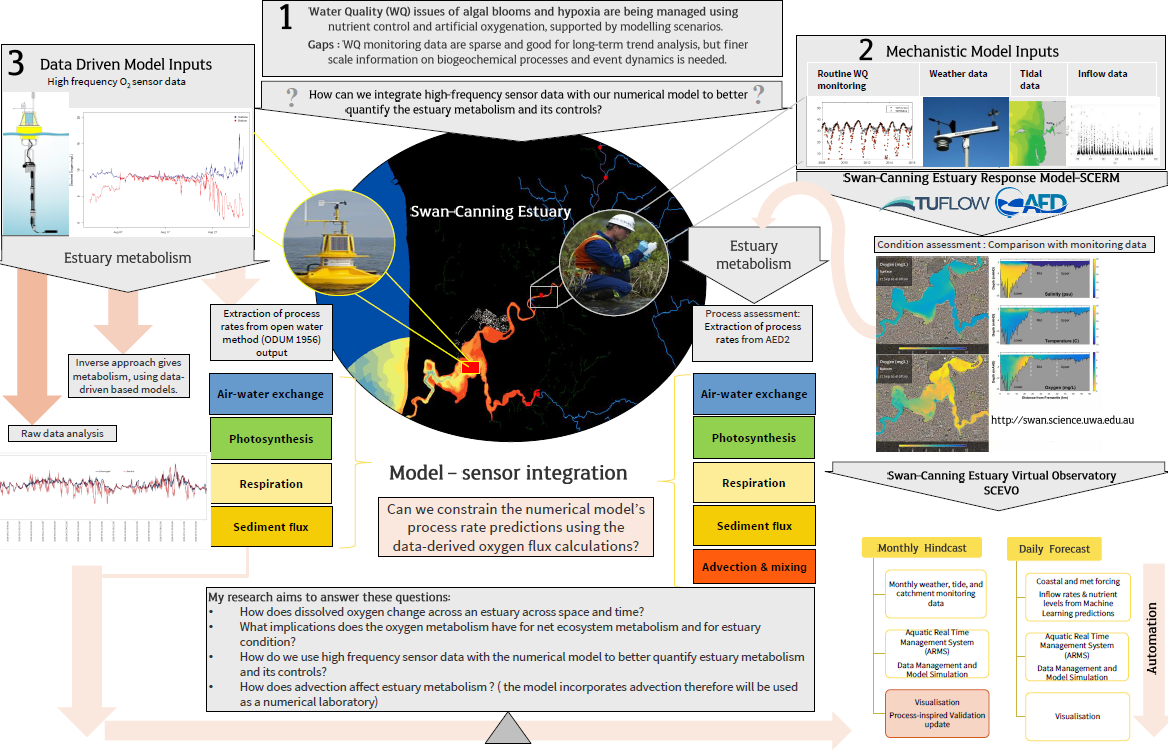 1
Water Quality (WQ) issues of algal blooms and hypoxia are being managed using
nutrient control and artificial oxygenation, supported by modelling scenarios.
Gaps : WQ monitoring data are sparse and good for long-term trend analysis, but finer
scale information on biogeochemical processes and event dynamics is needed.
? How can we integrate high-frequency sensor data with our numerical model to better ?
quantify the estuary metabolism and its controls?
3 Data Driven Model Inputs
High frequency O2 sensor data
Estuary metabolism
Extraction of process
rates from open water
method (ODUM 1956)
output
Inverse approach gives
metabolism, using data-
driven based models.
Raw data analysis
Air-water exchange
Photosynthesis
Respiration
Sediment flux
Swan-Canning Estuary
Model – sensor integration
Can we constrain the numerical model's
process rate predictions using the
data-derived oxygen flux calculations?
2 Mechanistic Model Inputs
Routine WQ
monitoring
Weather data
Tidal
data
Inflow data
Swan-Canning Estuary Response Model-SCERM
TUFLOW
AED
Estuary
metabolism
Process assessment:
Extraction of process
rates from AED2
Air-water exchange
Photosynthesis
Respiration
Sediment flux
Advection & mixing
Condition assessment : Comparison with monitoring data
Oxygen (mg/L)
Salinity (psu)
Temperature (C)
Oxygen (mg/L)
Oxygen (mg/L)
Distance from Fremantle (km)
http://swan.science.uwa.edu.au
Swan-Canning Estuary Virtual Observatory
SCEVO
Monthly Hindcast
Monthly weather, tide, and
catchment monitoring
data
Aquatic Real Time
Management System
(ARMS)
Data Management and
Model Simulation
Visualisation
Process-inspired Validation
update
Daily Forecast
Coastal and met forcing
Inflow rates & nutrient
levels from Machine
Learning predictions
Aquatic Real Time
Management System
(ARMS)
Data Management and
Model Simulation
Visualisation
Automation
My research aims to answer these questions:
• How does dissolved oxygen change across an estuary across space and time?
• What implications does the oxygen metabolism have for net ecosystem metabolism and for estuary
condition?
• How do we use high frequency sensor data with the numerical model to better quantify estuary metabolism
and its controls?
• How does advection affect estuary metabolism ? ( the model incorporates advection therefore will be used
as a numerical laboratory)